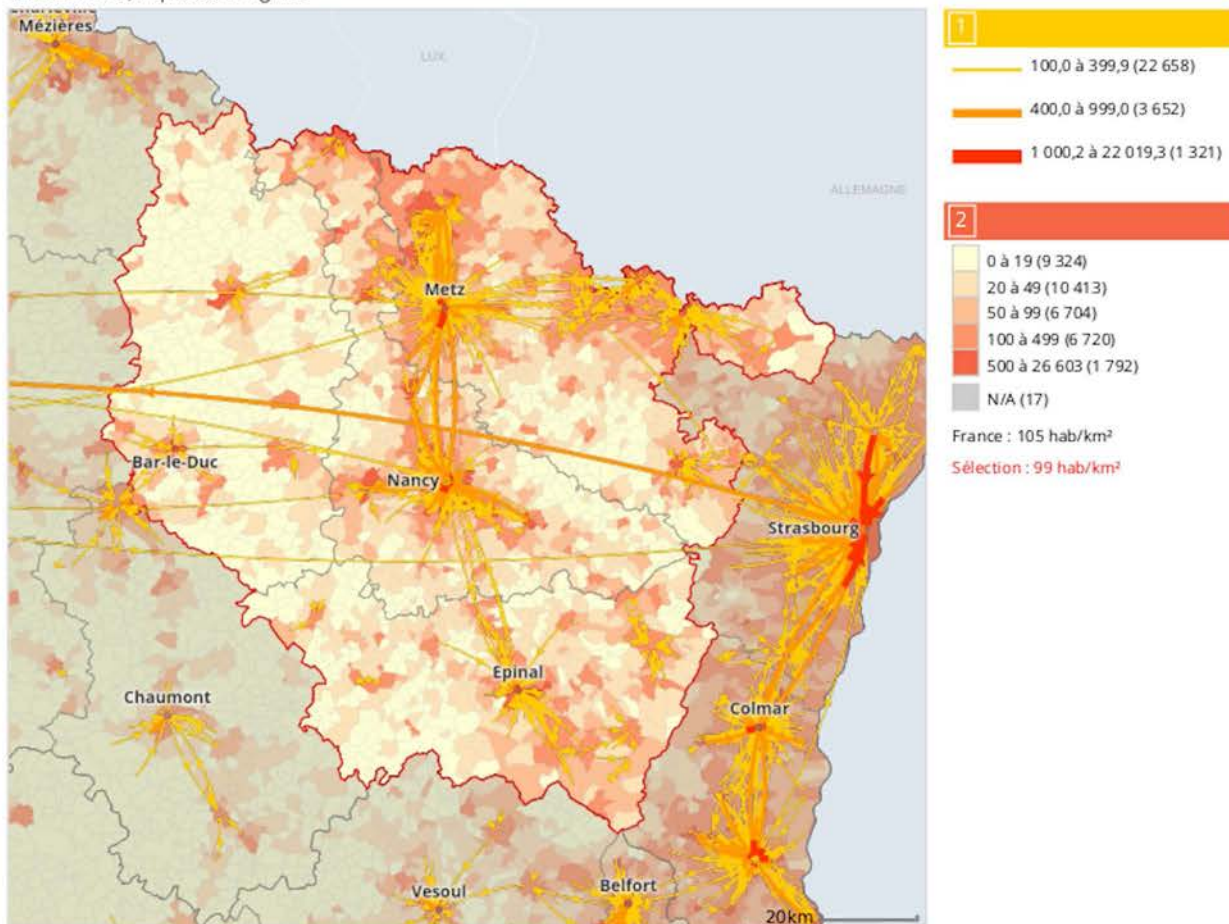 Mézières
LUX.
ALLEMAGNE
Metz
Bar-le-Duc
Nancy
Strasbourg
Epinal
Chaumont
Colmar
Vesoul
Belfort
20km
1
100,0 à 399,9 (22 658)
400,0 à 999,0 (3 652)
1 000,2 à 22 019,3 (1 321)
2
0 à 19 (9 324)
20 à 49 (10 413)
50 à 99 (6 704)
100 à 499 (6 720)
500 à 26 603 (1 792)
N/A (17)
France : 105 hab/km²
Sélection : 99 hab/km²